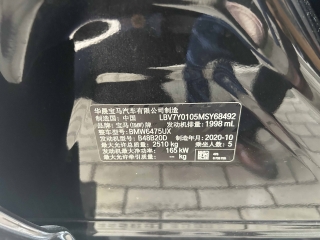 华晨宝马汽车有限公司制造
制造国：中国 LBV7Y0105MSY68492
品牌：宝马(BMW)牌 发动机排量：1998 mL
整车型号：BMW6475UX
发动机型号：B48B20D 制造年月：2020-10
最大允许总质量：2510 kg 乘坐人数：5
发动机最大净功率：165 kW
-- kg